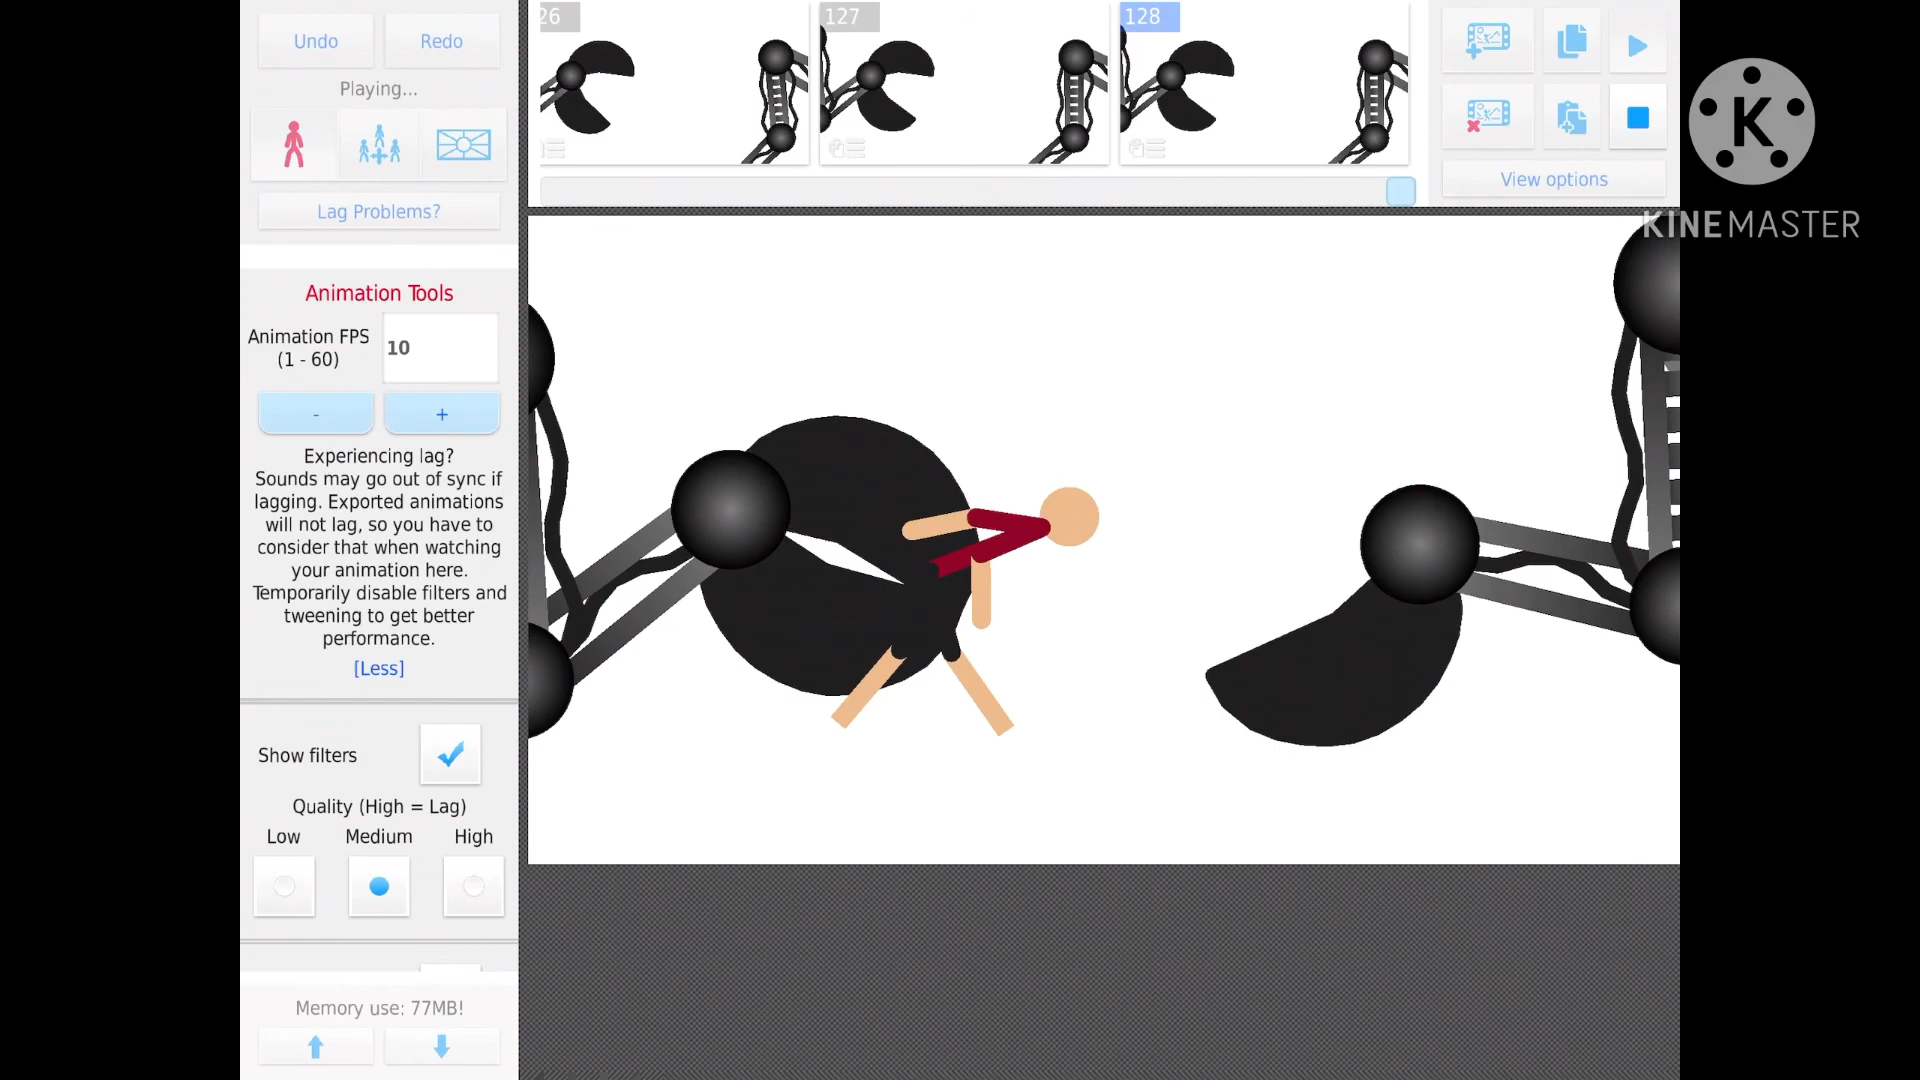 Undo
Redo
Playing...
Lag Problems?
Animation Tools
Animation FPS
(1 - 60)
10
-
+
Experiencing lag?
Sounds may go out of sync if
lagging. Exported animations
will not lag, so you have to
consider that when watching
your animation here.
Temporarily disable filters and
tweening to get better
performance.
[Less]
Show filters
Quality (High = Lag)
Low
Medium
High
Memory use: 77MB!
26
127
128
View options
K
KINEMASTER